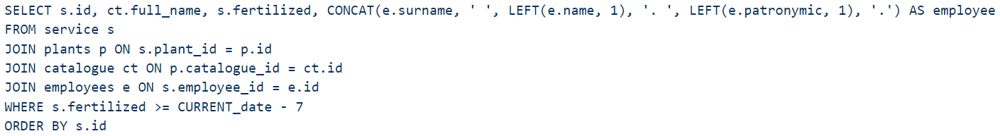 SELECT s.id, ct.full_name, s.fertilized, CONCAT(e.surname, ' ', LEFT(e.name, 1), '. ', LEFT(e.patronymic, 1), '.') AS employee
FROM service s
JOIN plants p ON s.plant_id = p.id
JOIN catalogue ct ON p.catalogue_id = ct.id
JOIN employees e ON s.employee_id = e.id
WHERE s.fertilized >= CURRENT_date - 7
ORDER BY s.id